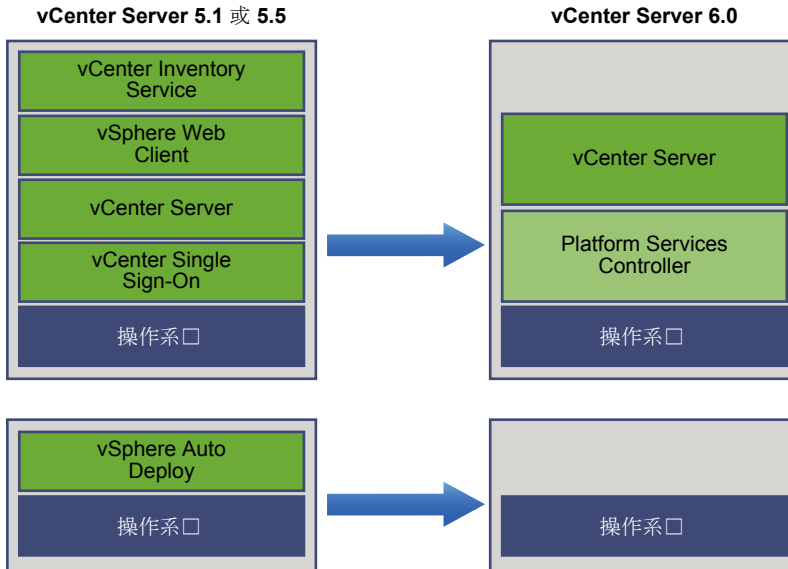 vCenter Server 5.1 或 5.5
vCenter Server 6.0
vCenter Inventory
Service
vSphere Web
Client
vCenter Server
vCenter Single
Sign-On
操作系□
vCenter Server
Platform Services
Controller
操作系□
vSphere Auto
Deploy
操作系□
操作系□